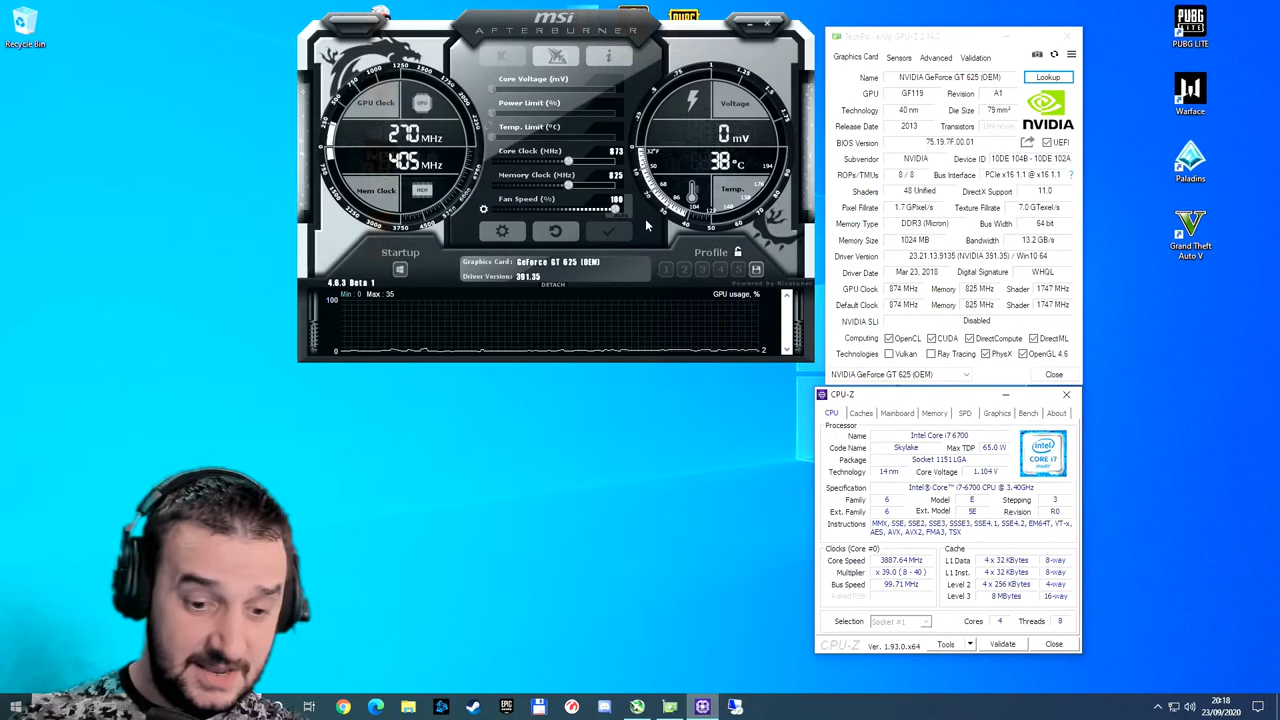 Recycle Bin
msi
AFTERBURNER
GPU Clock
GPU
270 MHz
405 MHz
Mem Clock
MEM
Core Voltage (mV)
Power Limit (%)
Temp. Limit (°C)
Core Clock (MHz) 873
Memory Clock (MHz) 825
Fan Speed (%) 100
Voltage
0 mV
38 °C
Temp.
Startup
Profile
1 2 3 4 5
Graphics Card: GeForce GT 625 (OEM)
Driver Version: 391.35
4.6.3 Beta 1
DETACH
Powered by Rivatuner
Min : 0 Max : 35
GPU usage, %
100
0
2
Graphics Card Sensors Advanced Validation
Name NVIDIA GeForce GT 625 (OEM) Lookup
GPU GF119 Revision A1
Technology 40 nm Die Size 79 mm²
Release Date 2013 Transistors Unknown
BIOS Version 75.19.7F.00.01 UEFI
NVIDIA
Subvendor NVIDIA Device ID 10DE 104B - 10DE 102A
ROPs/TMUs 8 / 8 Bus Interface PCIe x16 1.1 @ x16 1.1 ?
Shaders 48 Unified DirectX Support 11.0
Pixel Fillrate 1.7 GPixel/s Texture Fillrate 7.0 GTexel/s
Memory Type DDR3 (Micron) Bus Width 64 bit
Memory Size 1024 MB Bandwidth 13.2 GB/s
Driver Version 23.21.13.9135 (NVIDIA 391.35) / Win10 64
Driver Date Mar 23, 2018 Digital Signature WHQL
GPU Clock 874 MHz Memory 825 MHz Shader 1747 MHz
Default Clock 874 MHz Memory 825 MHz Shader 1747 MHz
NVIDIA SLI Disabled
Computing OpenCL CUDA DirectCompute DirectML
Technologies Vulkan Ray Tracing PhysX OpenGL 4.6
NVIDIA GeForce GT 625 (OEM) Close
CPU-Z
CPU Caches Mainboard Memory SPD Graphics Bench About
Processor
Name Intel Core i7 6700
Code Name Skylake Max TDP 65.0 W
Package Socket 1151 LGA
Technology 14 nm Core Voltage 1.104 V
intel CORE i7 inside
Specification Intel® Core™ i7-6700 CPU @ 3.40GHz
Family 6 Model E Stepping 3
Ext. Family 6 Ext. Model 5E Revision R0
Instructions MMX, SSE, SSE2, SSE3, SSSE3, SSE4.1, SSE4.2, EM64T, VT-x,
AES, AVX, AVX2, FMA3, TSX
Clocks (Core #0) Cache
Core Speed 3887.64 MHz L1 Data 4 x 32 KBytes 8-way
Multiplier x 39.0 ( 8 - 40 ) L1 Inst. 4 x 32 KBytes 8-way
Bus Speed 99.71 MHz Level 2 4 x 256 KBytes 4-way
Rated FSB Level 3 8 MBytes 16-way
Selection Socket #1 Cores 4 Threads 8
CPU-Z Ver. 1.93.0.x64 Tools Validate Close
PUBG LITE
Warface
Paladins
Grand Theft
Auto V
20:18
23/09/2020